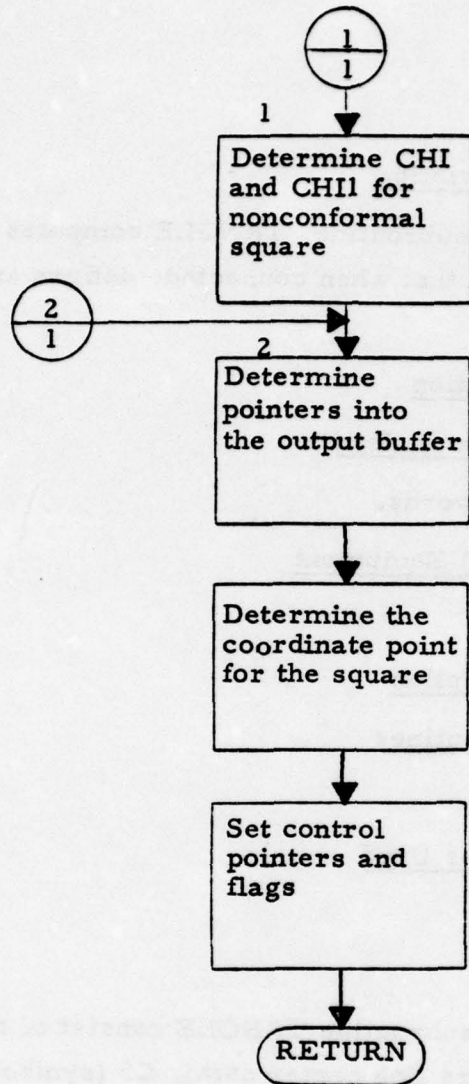 1
1
1
Determine CHI
and CHI1 for
nonconformal
square
2
1
2
Determine
pointers into
the output buffer
Determine the
coordinate point
for the square
Set control
pointers and
flags
RETURN